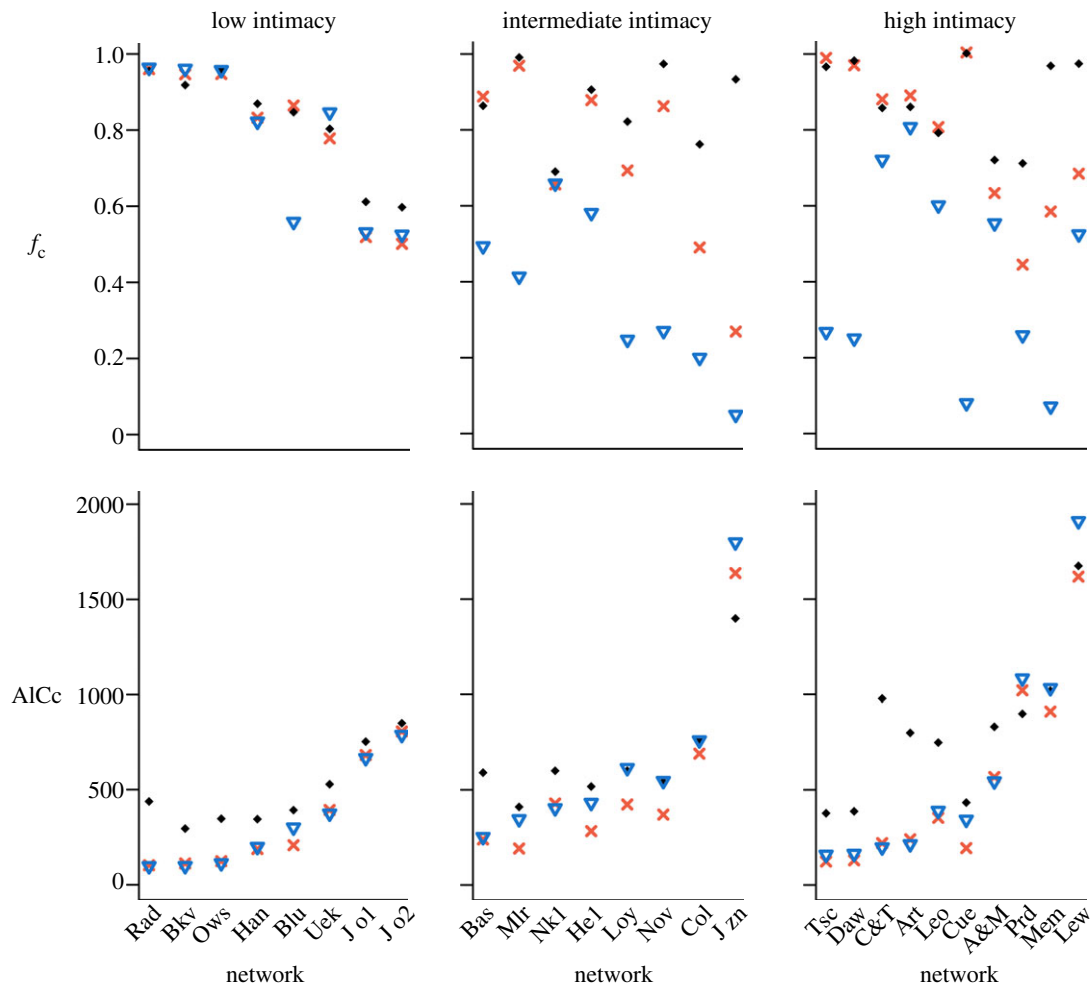 low intimacy
intermediate intimacy
high intimacy
1.0
0.8
0.6
0.4
0.2
0
fc
2000
1500
1000
500
0
AICc
Rad Bkv Ows Han Blu Uek J o1 J o2
Bas Mlr Nk1 He1 Loy Nov Col J zn
Tsc Daw C&T Art Leo Cue A&M Prd Mem Lew
network
network
network